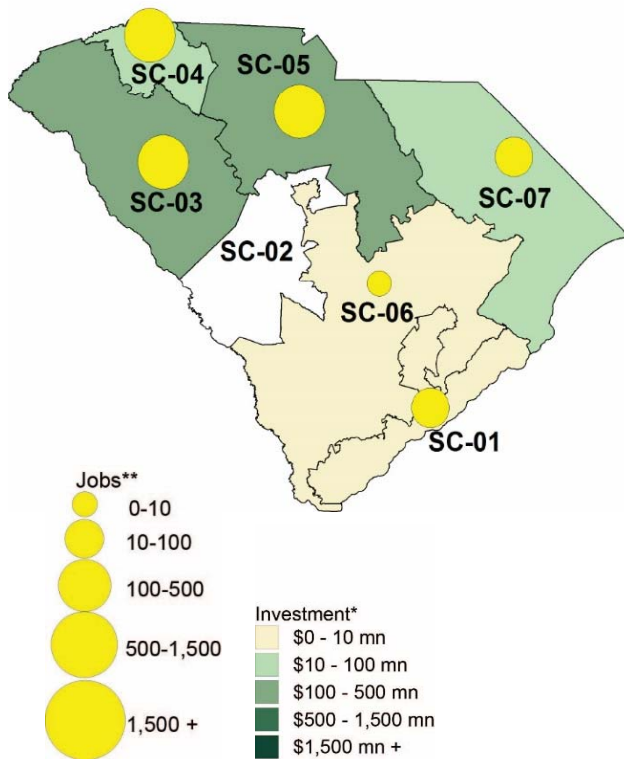 SC-04
SC-05
SC-03
SC-07
SC-02
SC-06
SC-01
Jobs**
0-10
10-100
100-500
500-1,500
1,500 +
Investment*
$0 - 10 mn
$10 - 100 mn
$100 - 500 mn
$500 - 1,500 mn
$1,500 mn +